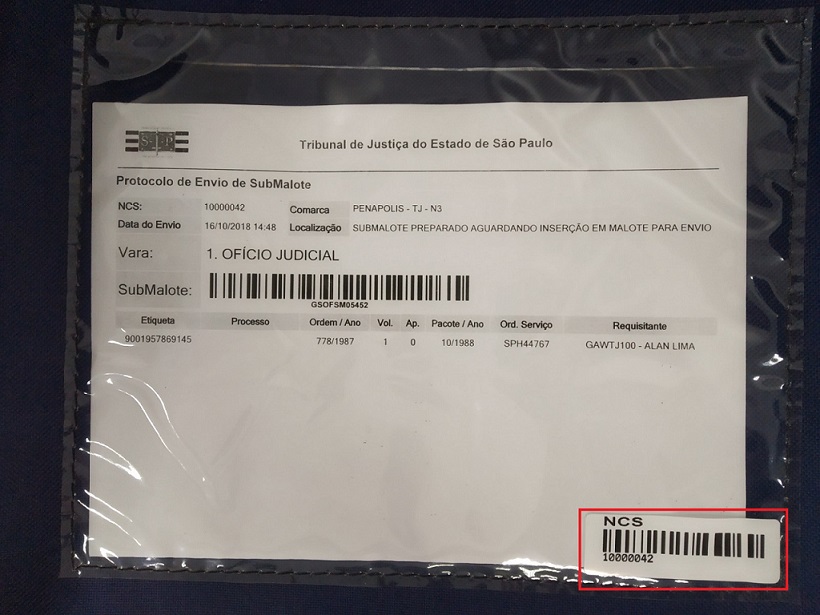 Tribunal de Justiça do Estado de São Paulo
Protocolo de Envio de SubMalote
NCS: 10000042 Comarca PENAPOLIS - TJ - N3
Data do Envio 16/10/2018 14:48 Localização SUBMALOTE PREPARADO AGUARDANDO INSERÇÃO EM MALOTE PARA ENVIO
Vara: 1. OFÍCIO JUDICIAL
SubMalote:
GSOFSM05452
Etiqueta Processo Ordem / Ano Vol. Ap. Pacote / Ano Ord. Serviço Requisitante
9001957869145 778/1987 1 0 10/1988 SPH44767 GAWTJ100 - ALAN LIMA
NCS
10000042